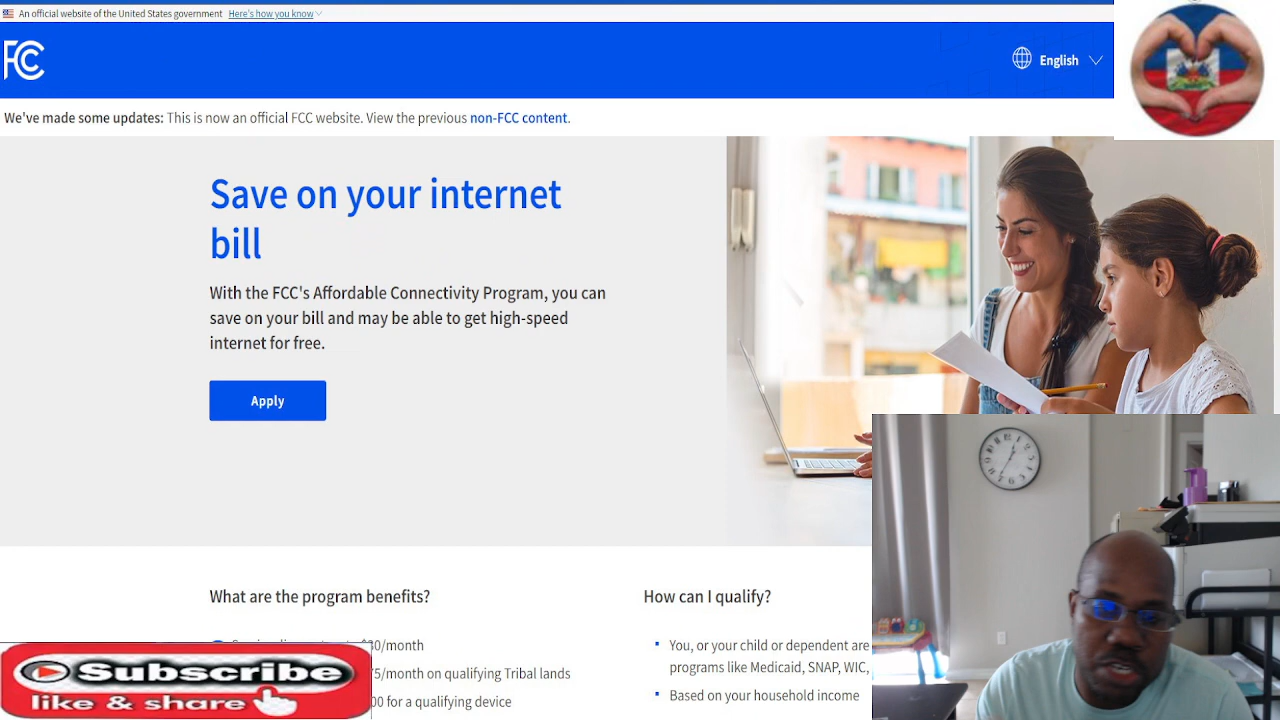 An official website of the United States government Here's how you know
FCC
English
We've made some updates: This is now an official FCC website. View the previous non-FCC content.
Save on your internet
bill
With the FCC's Affordable Connectivity Program, you can
save on your bill and may be able to get high-speed
internet for free.
Apply
What are the program benefits?
/month
/month on qualifying Tribal lands
for a qualifying device
How can I qualify?
You, or your child or dependent are
programs like Medicaid, SNAP, WIC,
Based on your household income
Subscribe
like & share